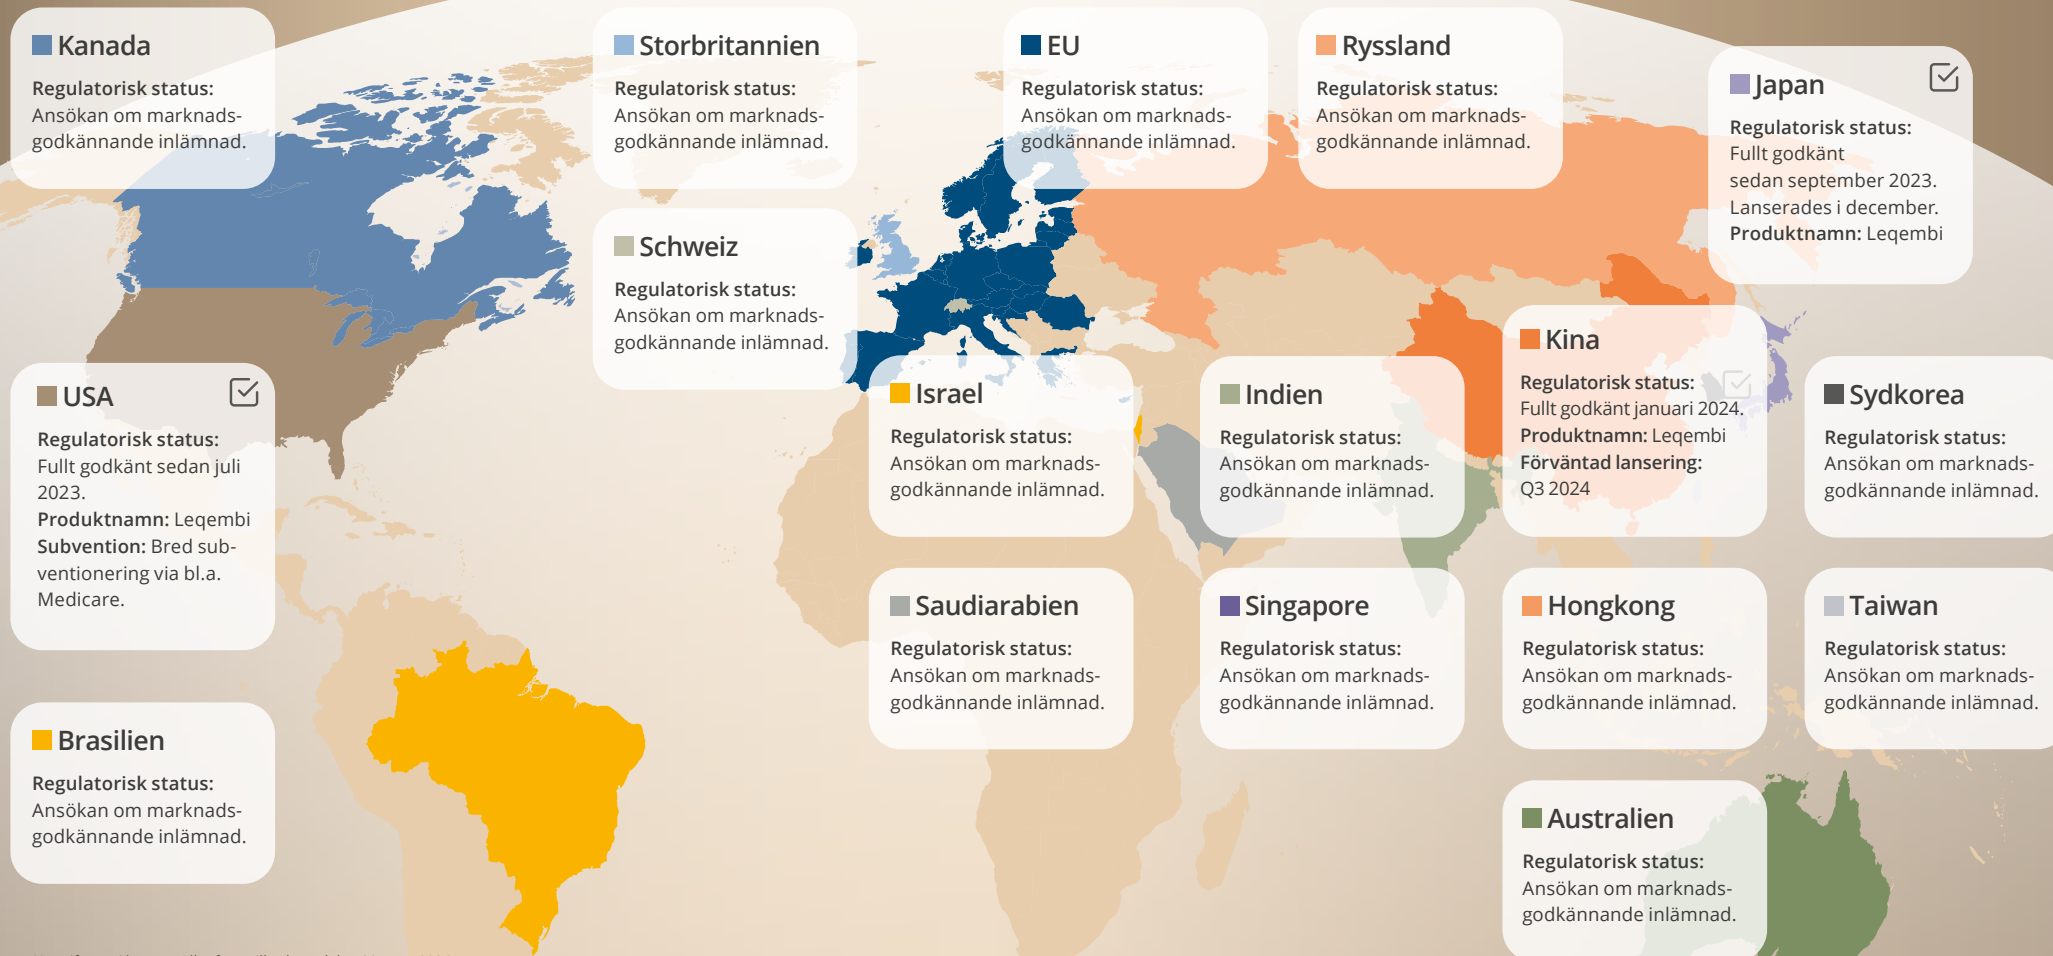 Kanada
Regulatorisk status:
Ansökan om marknads-
godkännande inlämnad.
Storbritannien
Regulatorisk status:
Ansökan om marknads-
godkännande inlämnad.
EU
Regulatorisk status:
Ansökan om marknads-
godkännande inlämnad.
Ryssland
Regulatorisk status:
Ansökan om marknads-
godkännande inlämnad.
Japan
Regulatorisk status:
Fullt godkänt
sedan september 2023.
Lanserades i december.
Produktnamn: Leqembi
Schweiz
Regulatorisk status:
Ansökan om marknads-
godkännande inlämnad.
USA
Regulatorisk status:
Fullt godkänt sedan juli
2023.
Produktnamn: Leqembi
Subvention: Bred sub-
ventionering via bl.a.
Medicare.
Israel
Regulatorisk status:
Ansökan om marknads-
godkännande inlämnad.
Indien
Regulatorisk status:
Ansökan om marknads-
godkännande inlämnad.
Kina
Regulatorisk status:
Fullt godkänt januari 2024.
Produktnamn: Leqembi
Förväntad lansering:
Q3 2024
Sydkorea
Regulatorisk status:
Ansökan om marknads-
godkännande inlämnad.
Saudiarabien
Regulatorisk status:
Ansökan om marknads-
godkännande inlämnad.
Singapore
Regulatorisk status:
Ansökan om marknads-
godkännande inlämnad.
Hongkong
Regulatorisk status:
Ansökan om marknads-
godkännande inlämnad.
Taiwan
Regulatorisk status:
Ansökan om marknads-
godkännande inlämnad.
Brasilien
Regulatorisk status:
Ansökan om marknads-
godkännande inlämnad.
Australien
Regulatorisk status:
Ansökan om marknads-
godkännande inlämnad.